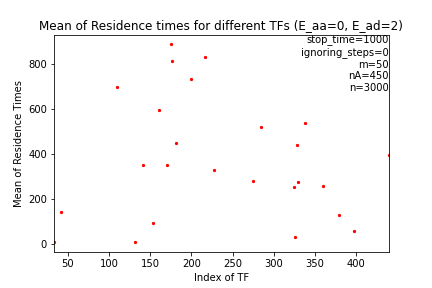 Mean of Residence times for different TFs (E_aa=0, E_ad=2)
stop_time=1000
ignoring_steps=0
m=50
nA=450
n=3000
Mean of Residence Times
800
600
400
200
0
50 100 150 200 250 300 350 400
Index of TF